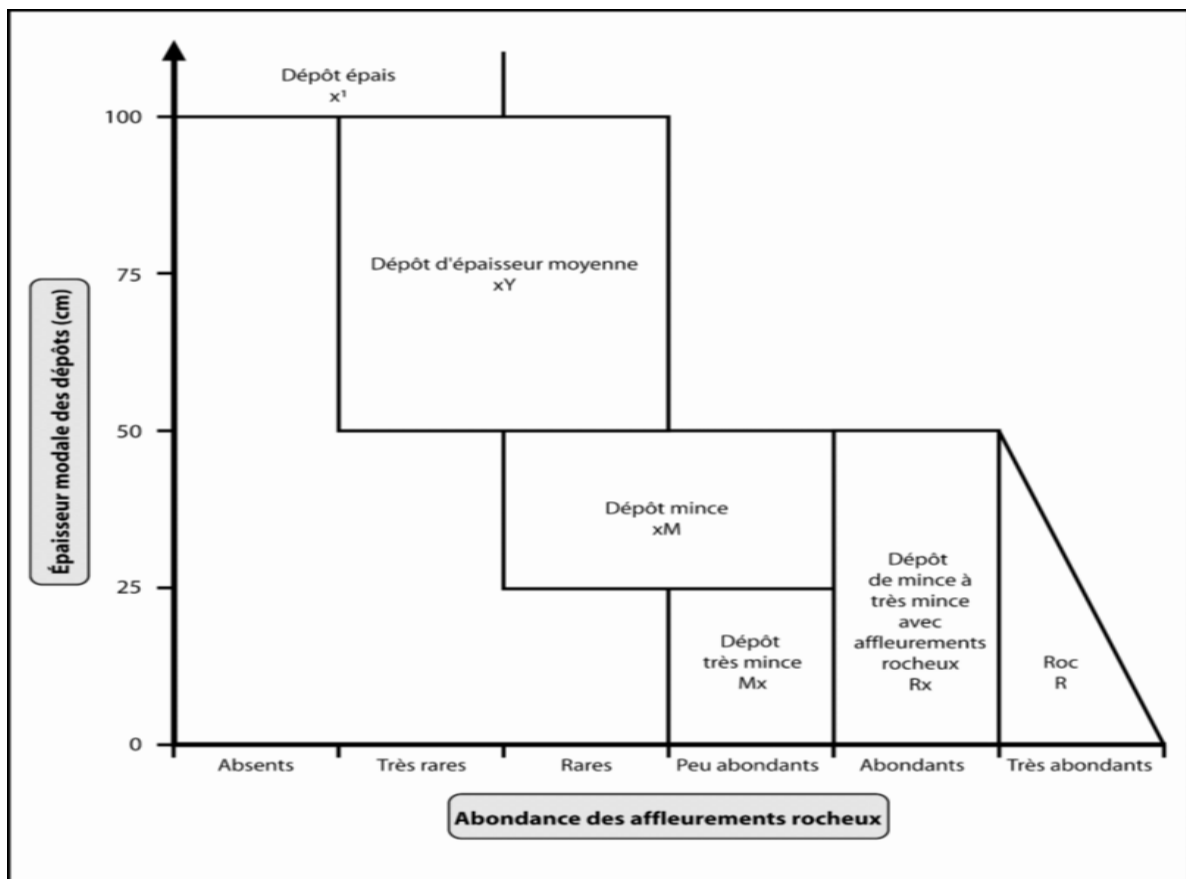 Dépôt épais
x¹
100
Dépôt d'épaisseur moyenne
xY
75
Épaisseur modale des dépôts (cm)
50
Dépôt mince
xM
25
Dépôt
très mince
Mx
Dépôt
de mince à
très mince
avec
affleurements
rocheux
Rx
Roc
R
0
Absents
Très rares
Rares
Peu abondants
Abondants
Très abondants
Abondance des affleurements rocheux